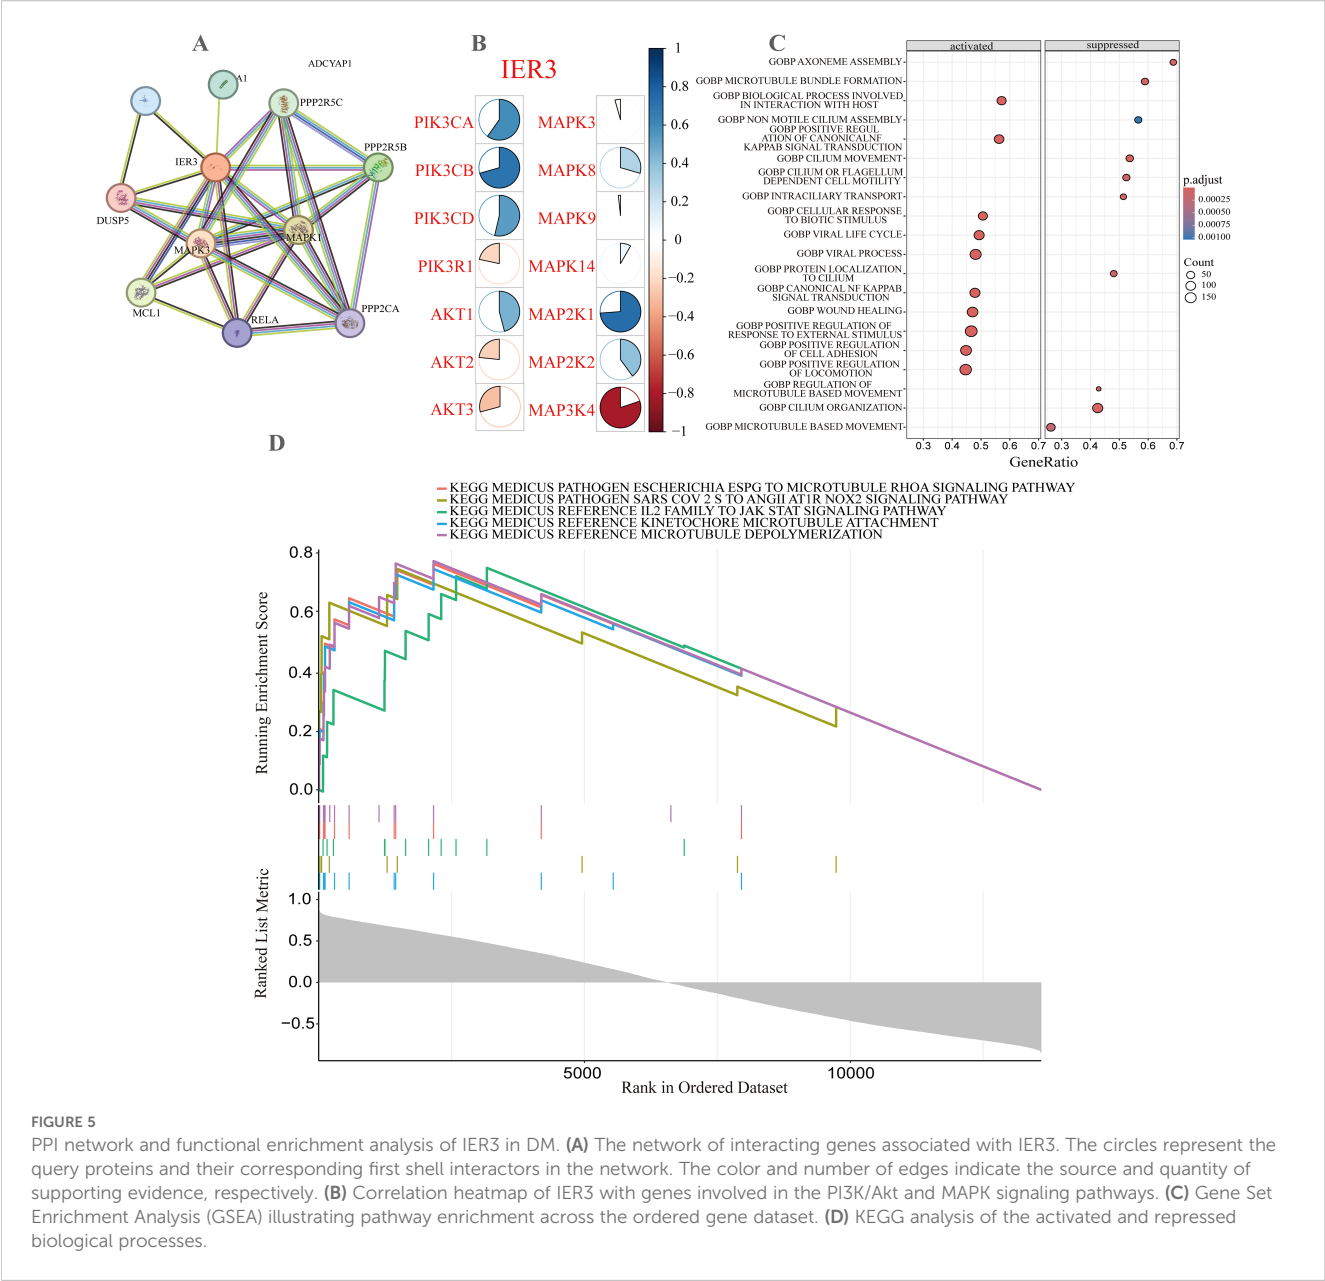 A
A1
ADCYAP1
PPP2R5C
PPP2R5B
IER3
DUSP5
MAPK1
MAPK3
MCL1
RELA
PPP2CA
B
IER3
PIK3CA
MAPK3
PIK3CB
MAPK8
PIK3CD
MAPK9
PIK3R1
MAPK14
AKT1
MAP2K1
AKT2
MAP2K2
AKT3
MAP3K4
1
0.8
0.6
0.4
0.2
0
−0.2
−0.4
−0.6
−0.8
−1
C
activated
suppressed
GOBP AXONEME ASSEMBLY
GOBP MICROTUBULE BUNDLE FORMATION
GOBP BIOLOGICAL PROCESS INVOLVED
IN INTERACTION WITH HOST
GOBP NON MOTILE CILIUM ASSEMBLY
GOBP POSITIVE REGUL
ATION OF CANONICALNF
KAPPAB SIGNAL TRANSDUCTION
GOBP CILIUM MOVEMENT
GOBP CILIUM OR FLAGELLUM
DEPENDENT CELL MOTILITY
GOBP INTRACILIARY TRANSPORT
GOBP CELLULAR RESPONSE
TO BIOTIC STIMULUS
GOBP VIRAL LIFE CYCLE
GOBP VIRAL PROCESS
GOBP PROTEIN LOCALIZATION
TO CILIUM
GOBP CANONICAL NF KAPPAB
SIGNAL TRANSDUCTION
GOBP WOUND HEALING
GOBP POSITIVE REGULATION OF
RESPONSE TO EXTERNAL STIMULUS
GOBP POSITIVE REGULATION
OF CELL ADHESION
GOBP POSITIVE REGULATION
OF LOCOMOTION
GOBP REGULATION OF
MICROTUBULE BASED MOVEMENT
GOBP CILIUM ORGANIZATION
GOBP MICROTUBULE BASED MOVEMENT
0.3 0.4 0.5 0.6 0.7 0.3 0.4 0.5 0.6 0.7
GeneRatio
p.adjust
0.00025
0.00050
0.00075
0.00100
Count
50
100
150
D
KEGG MEDICUS PATHOGEN ESCHERICHIA ESPG TO MICROTUBULE RHOA SIGNALING PATHWAY
KEGG MEDICUS PATHOGEN SARS COV 2 S TO ANGII AT1R NOX2 SIGNALING PATHWAY
KEGG MEDICUS REFERENCE IL2 FAMILY TO JAK STAT SIGNALING PATHWAY
KEGG MEDICUS REFERENCE KINETOCHORE MICROTUBULE ATTACHMENT
KEGG MEDICUS REFERENCE MICROTUBULE DEPOLYMERIZATION
Running Enrichment Score
0.8
0.6
0.4
0.2
0.0
Ranked List Metric
1.0
0.5
0.0
−0.5
5000 10000
Rank in Ordered Dataset
FIGURE 5
PPI network and functional enrichment analysis of IER3 in DM. (A) The network of interacting genes associated with IER3. The circles represent the
query proteins and their corresponding first shell interactors in the network. The color and number of edges indicate the source and quantity of
supporting evidence, respectively. (B) Correlation heatmap of IER3 with genes involved in the PI3K/Akt and MAPK signaling pathways. (C) Gene Set
Enrichment Analysis (GSEA) illustrating pathway enrichment across the ordered gene dataset. (D) KEGG analysis of the activated and repressed
biological processes.